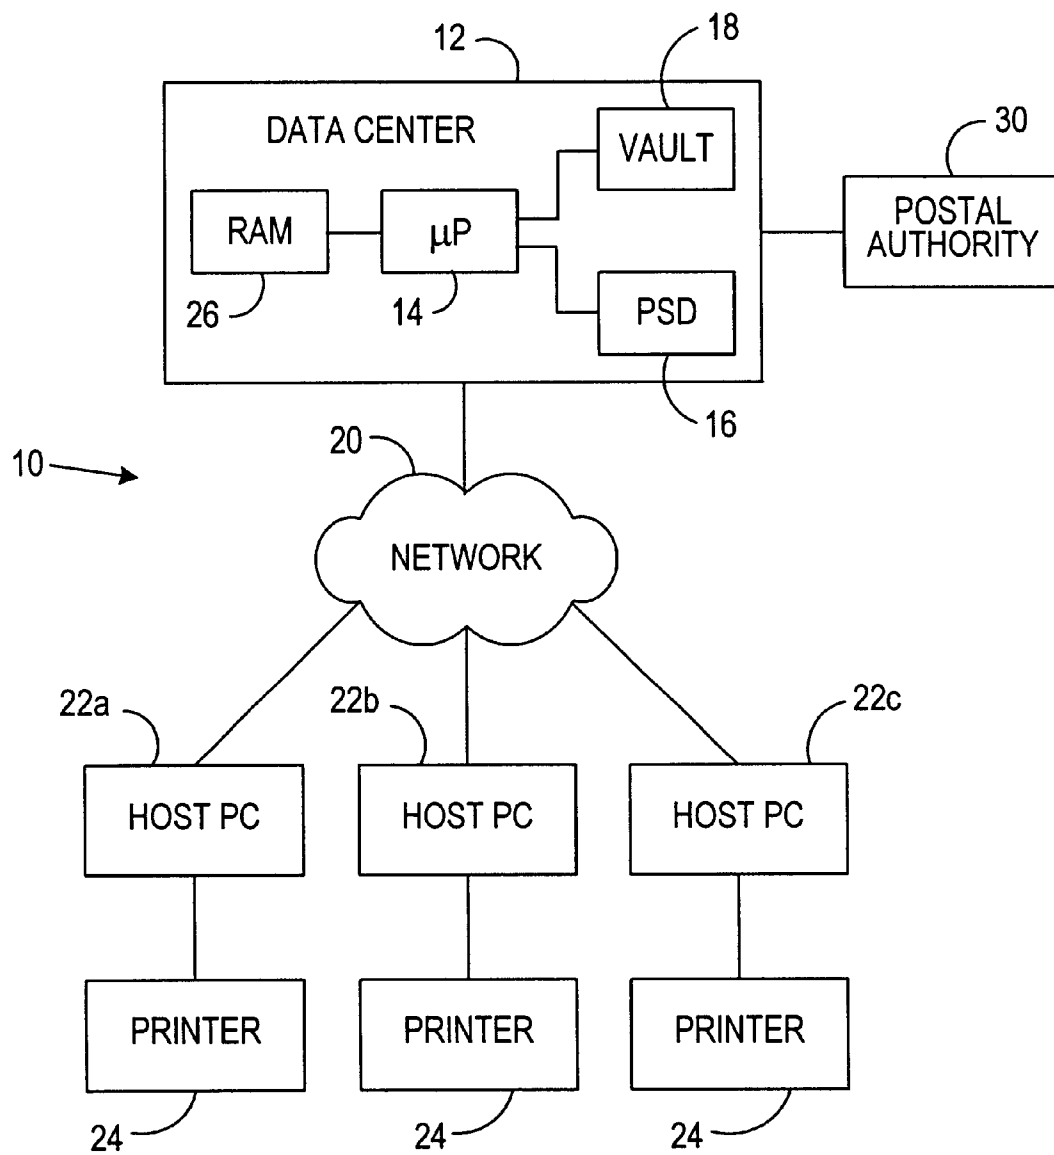 12
18
DATA CENTER
VAULT
30
RAM
µP
POSTAL
AUTHORITY
26
14
PSD
16
10
20
NETWORK
22a
22b
22c
HOST PC
HOST PC
HOST PC
PRINTER
PRINTER
PRINTER
24
24
24